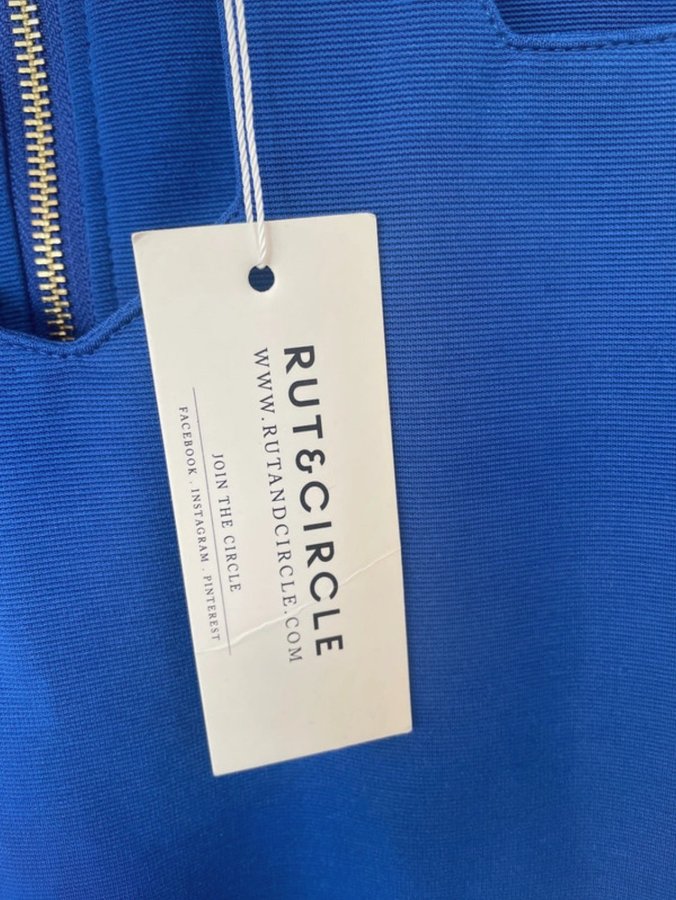 RUT&CIRCLE
WWW.RUTANDCIRCLE.COM
JOIN THE CIRCLE
FACEBOOK . INSTAGRAM . PINTEREST